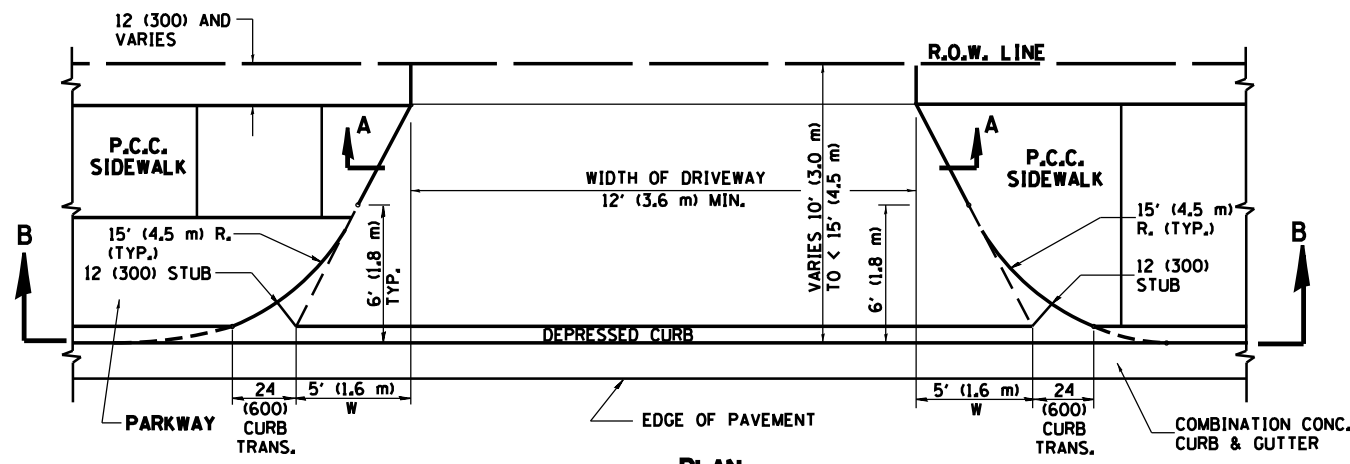 12 (300) AND
VARIES
R.O.W. LINE
A
A
P.C.C.
SIDEWALK
P.C.C.
SIDEWALK
WIDTH OF DRIVEWAY
12' (3.6 m) MIN.
VARIES 10' (3.0 m)
TO < 15' (4.5 m)
B
B
15' (4.5 m) R.
(TYP.)
12 (300) STUB
6' (1.8 m)
TYP.
6' (1.8 m)
15' (4.5 m)
R. (TYP.)
12 (300)
STUB
DEPRESSED CURB
24
(600)
CURB
TRANS.
5' (1.6 m)
W
5' (1.6 m)
W
24
(600)
CURB
TRANS.
PARKWAY
EDGE OF PAVEMENT
COMBINATION CONC.
CURB & GUTTER
PLAN